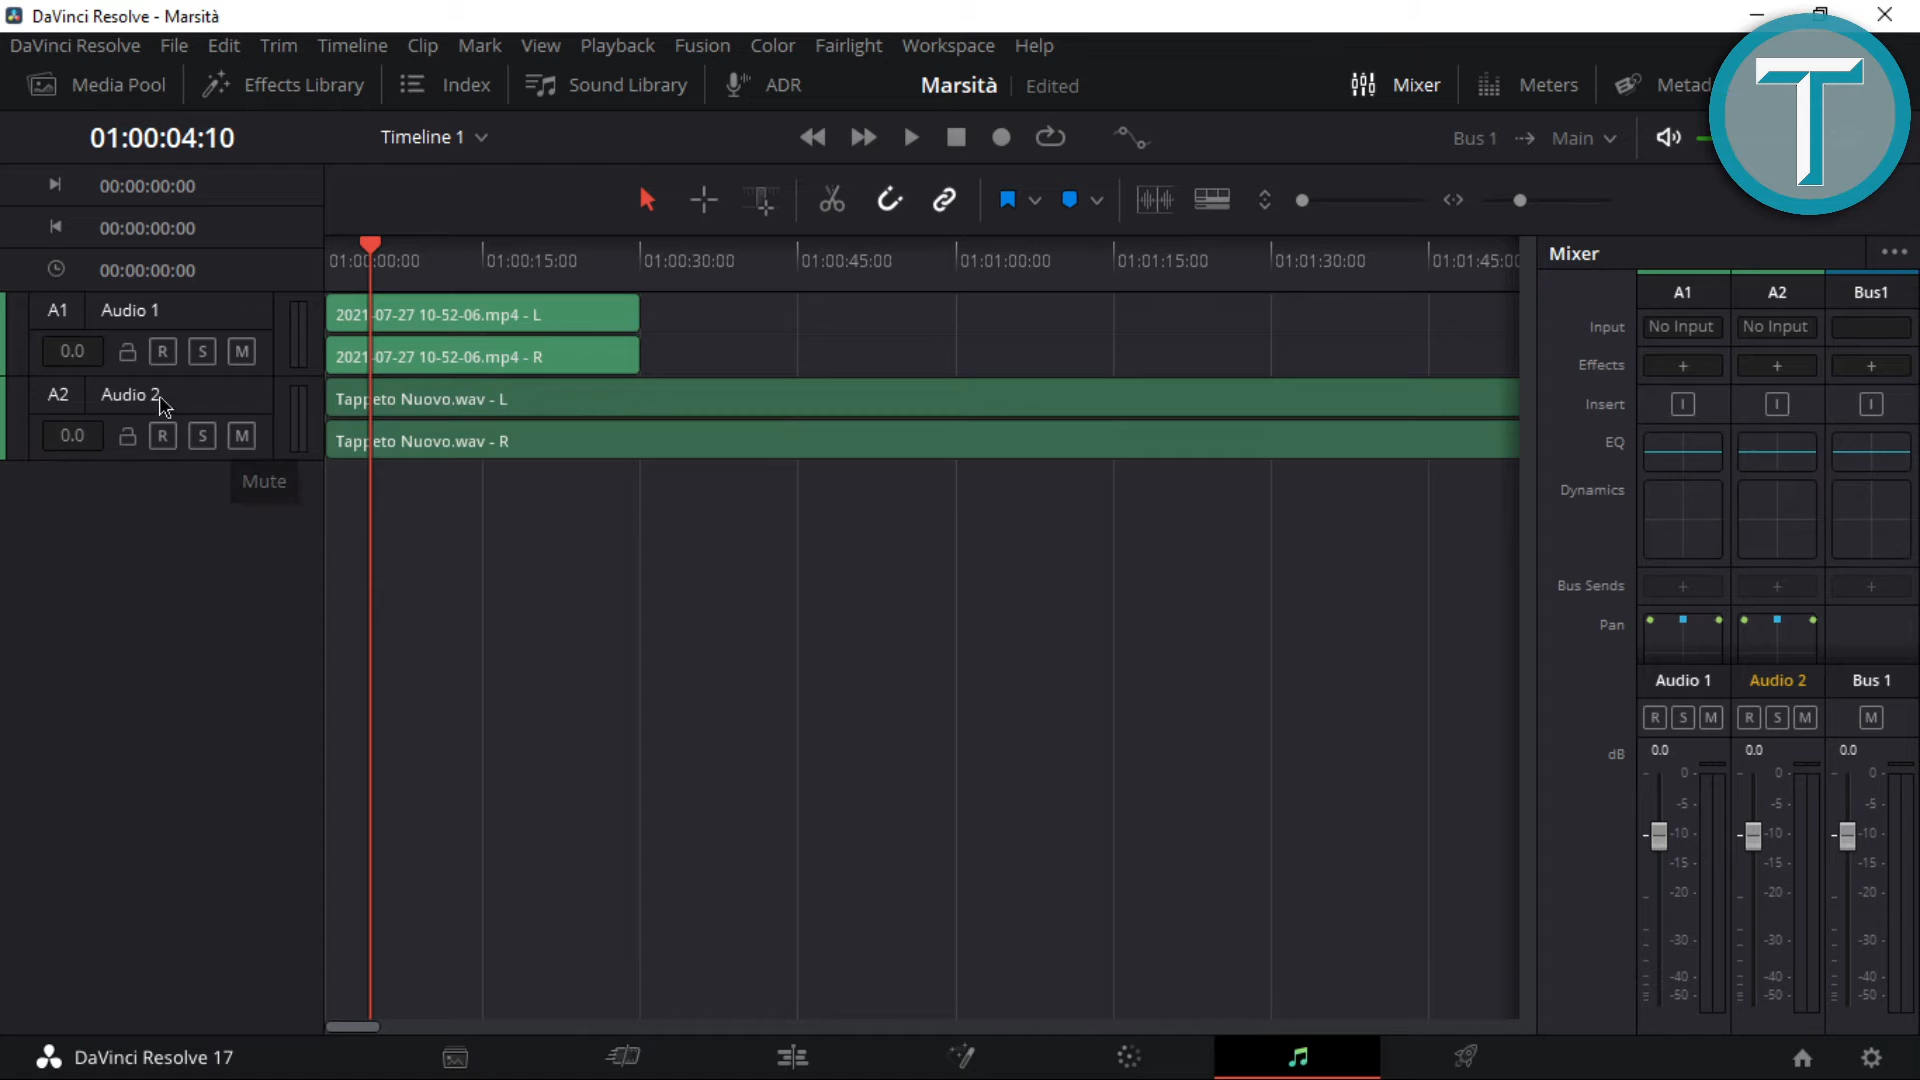 DaVinci Resolve - Marsità
DaVinci Resolve File Edit Trim Timeline Clip Mark View Playback Fusion Color Fairlight Workspace Help
Media Pool Effects Library Index Sound Library ADR Marsità Edited Mixer Meters Metad
T
01:00:04:10 Timeline 1 Bus 1 Main
00:00:00:00
00:00:00:00
00:00:00:00
01:00:00:00 01:00:15:00 01:00:30:00 01:00:45:00 01:01:00:00 01:01:15:00 01:01:30:00 01:01:45:00
A1 Audio 1
0.0 R S M
2021-07-27 10-52-06.mp4 - L
2021-07-27 10-52-06.mp4 - R
A2 Audio 2
0.0 R S M
Tappeto Nuovo.wav - L
Tappeto Nuovo.wav - R
Mute
Mixer
A1 A2 Bus1
Input No Input No Input
Effects + + +
Insert I I I
EQ
Dynamics
Bus Sends + + +
Pan
Audio 1 Audio 2 Bus 1
R S M R S M M
dB 0.0 0.0 0.0
0 0 0
-5 -5 -5
-10 -10 -10
-15 -15 -15
-20 -20 -20
-30 -30 -30
-40 -40 -40
-50 -50 -50
DaVinci Resolve 17